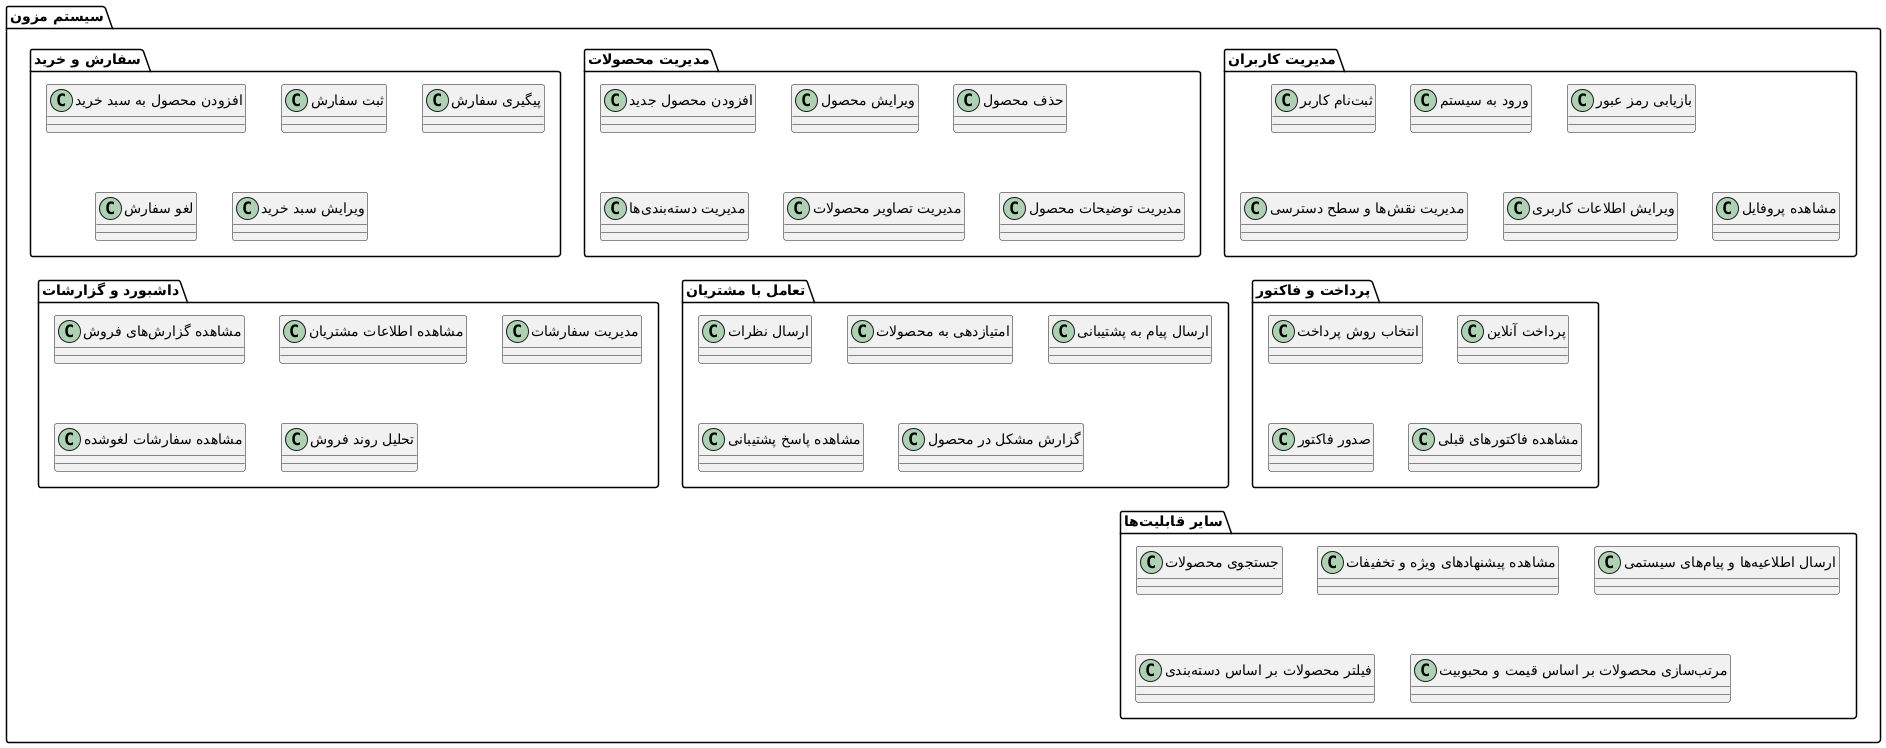 سیستم مزون
مدیریت کاربران
ثبت‌نام کاربر
ورود به سیستم
بازیابی رمز عبور
مدیریت نقش‌ها و سطح دسترسی
ویرایش اطلاعات کاربری
مشاهده پروفایل
مدیریت محصولات
افزودن محصول جدید
ویرایش محصول
حذف محصول
مدیریت دسته‌بندی‌ها
مدیریت تصاویر محصولات
مدیریت توضیحات محصول
سفارش و خرید
افزودن محصول به سبد خرید
ثبت سفارش
پیگیری سفارش
لغو سفارش
ویرایش سبد خرید
پرداخت و فاکتور
انتخاب روش پرداخت
پرداخت آنلاین
صدور فاکتور
مشاهده فاکتورهای قبلی
تعامل با مشتریان
ارسال نظرات
امتیازدهی به محصولات
ارسال پیام به پشتیبانی
مشاهده پاسخ پشتیبانی
گزارش مشکل در محصول
داشبورد و گزارشات
مشاهده گزارش‌های فروش
مشاهده اطلاعات مشتریان
مدیریت سفارشات
مشاهده سفارشات لغوشده
تحلیل روند فروش
سایر قابلیت‌ها
جستجوی محصولات
مشاهده پیشنهادهای ویژه و تخفیفات
ارسال اطلاعیه‌ها و پیام‌های سیستمی
فیلتر محصولات بر اساس دسته‌بندی
مرتب‌سازی محصولات بر اساس قیمت و محبوبیت